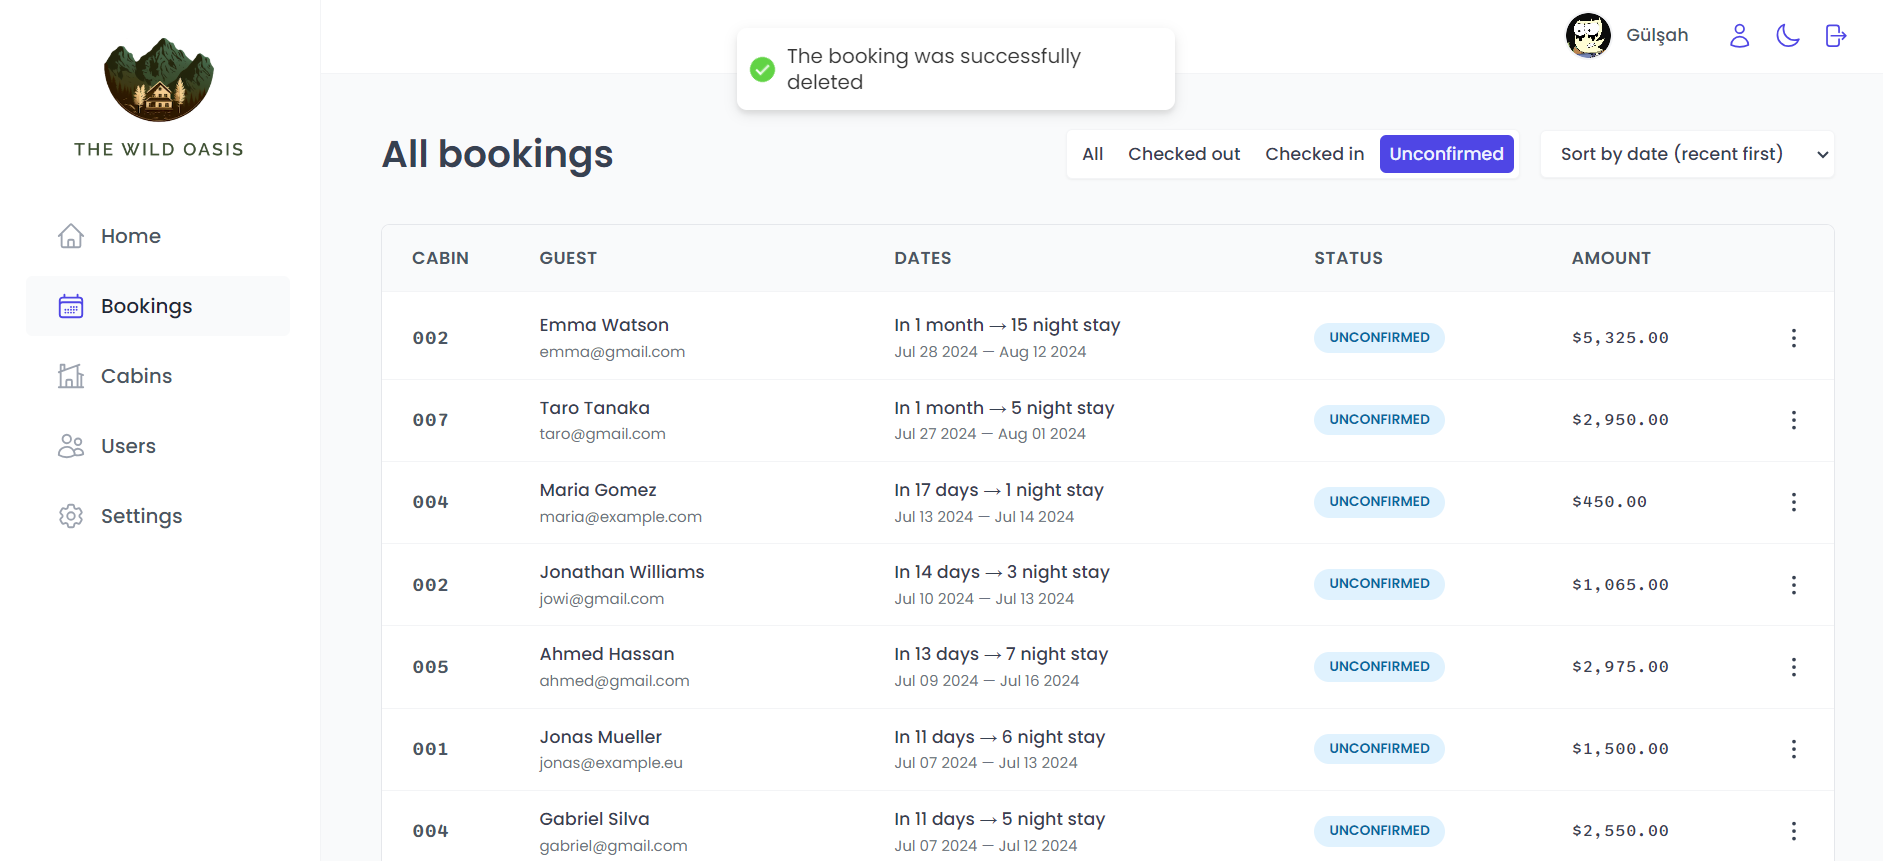 THE WILD OASIS
Home
Bookings
Cabins
Users
Settings
The booking was successfully
deleted
Gülşah
All bookings
All Checked out Checked in Unconfirmed Sort by date (recent first)
CABIN GUEST DATES STATUS AMOUNT
002 Emma Watson In 1 month → 15 night stay UNCONFIRMED $5,325.00
emma@gmail.com Jul 28 2024 — Aug 12 2024
007 Taro Tanaka In 1 month → 5 night stay UNCONFIRMED $2,950.00
taro@gmail.com Jul 27 2024 — Aug 01 2024
004 Maria Gomez In 17 days → 1 night stay UNCONFIRMED $450.00
maria@example.com Jul 13 2024 — Jul 14 2024
002 Jonathan Williams In 14 days → 3 night stay UNCONFIRMED $1,065.00
jowi@gmail.com Jul 10 2024 — Jul 13 2024
005 Ahmed Hassan In 13 days → 7 night stay UNCONFIRMED $2,975.00
ahmed@gmail.com Jul 09 2024 — Jul 16 2024
001 Jonas Mueller In 11 days → 6 night stay UNCONFIRMED $1,500.00
jonas@example.eu Jul 07 2024 — Jul 13 2024
004 Gabriel Silva In 11 days → 5 night stay UNCONFIRMED $2,550.00
gabriel@gmail.com Jul 07 2024 — Jul 12 2024